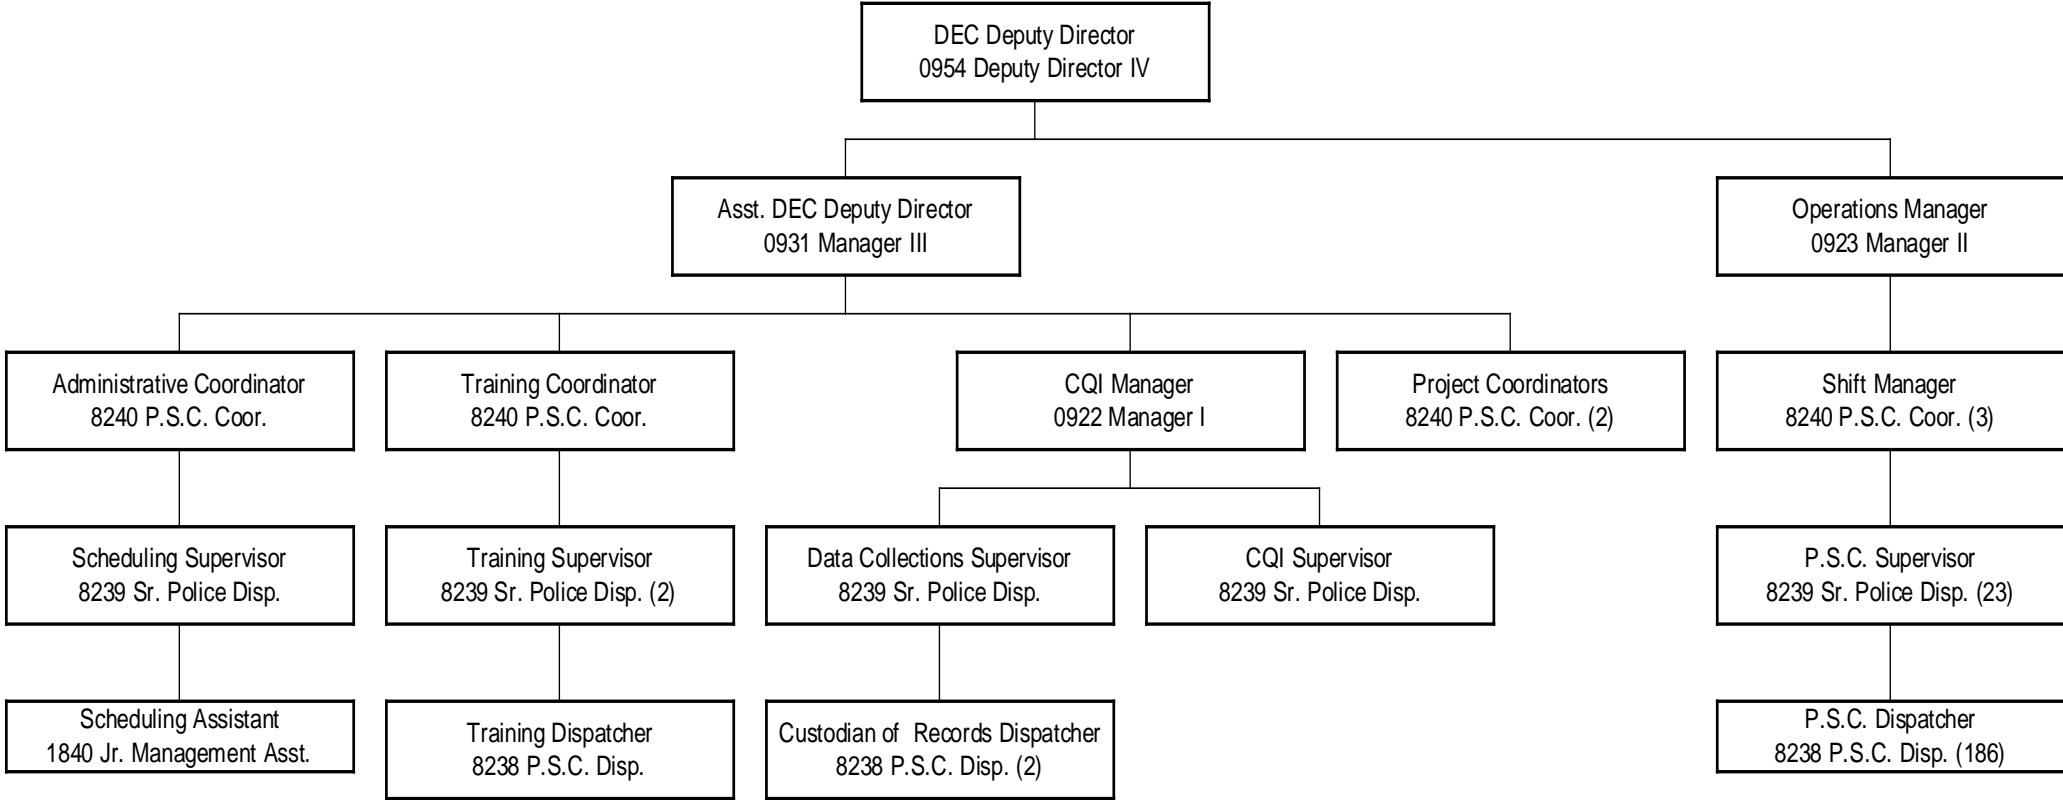 DEC Deputy Director
0954 Deputy Director IV
Asst. DEC Deputy Director
0931 Manager III
Operations Manager
0923 Manager II
Administrative Coordinator
8240 P.S.C. Coor.
Training Coordinator
8240 P.S.C. Coor.
CQI Manager
0922 Manager I
Project Coordinators
8240 P.S.C. Coor. (2)
Shift Manager
8240 P.S.C. Coor. (3)
Scheduling Supervisor
8239 Sr. Police Disp.
Training Supervisor
8239 Sr. Police Disp. (2)
Data Collections Supervisor
8239 Sr. Police Disp.
CQI Supervisor
8239 Sr. Police Disp.
P.S.C. Supervisor
8239 Sr. Police Disp. (23)
Scheduling Assistant
1840 Jr. Management Asst.
Training Dispatcher
8238 P.S.C. Disp.
Custodian of Records Dispatcher
8238 P.S.C. Disp. (2)
P.S.C. Dispatcher
8238 P.S.C. Disp. (186)